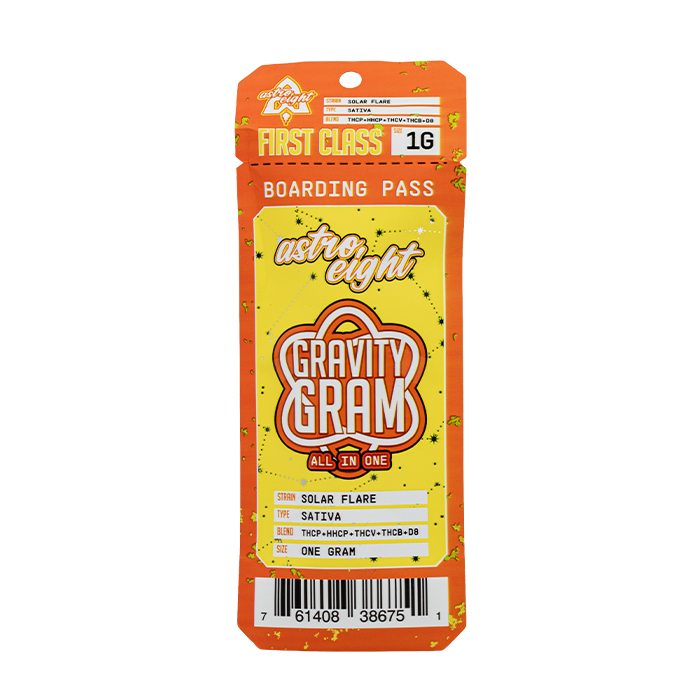 astro eight
STRAIN SOLAR FLARE
TYPE SATIVA
BLEND THCP+HHCP+THCV+THCB+D8
FIRST CLASS SIZE 1G
BOARDING PASS
astro
eight
GRAVITY
GRAM
ALL IN ONE
STRAIN SOLAR FLARE
TYPE SATIVA
BLEND THCP+HHCP+THCV+THCB+D8
SIZE ONE GRAM
7 61408 38675 1